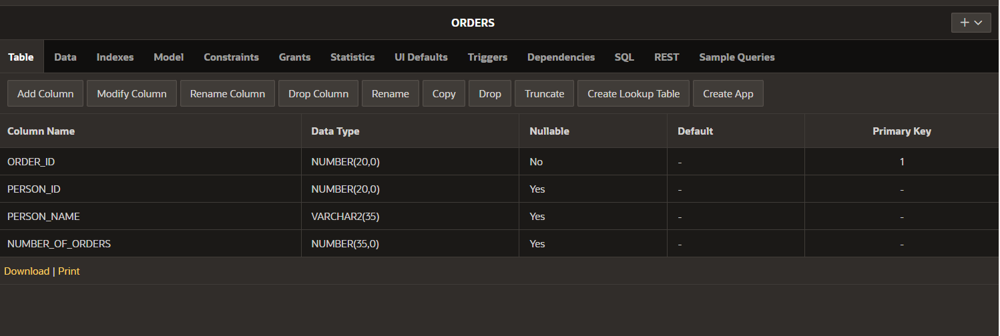 ORDERS
Table Data Indexes Model Constraints Grants Statistics UI Defaults Triggers Dependencies SQL REST Sample Queries
Add Column Modify Column Rename Column Drop Column Rename Copy Drop Truncate Create Lookup Table Create App
Column Name Data Type Nullable Default Primary Key
ORDER_ID NUMBER(20,0) No - 1
PERSON_ID NUMBER(20,0) Yes - -
PERSON_NAME VARCHAR2(35) Yes - -
NUMBER_OF_ORDERS NUMBER(35,0) Yes - -
Download | Print